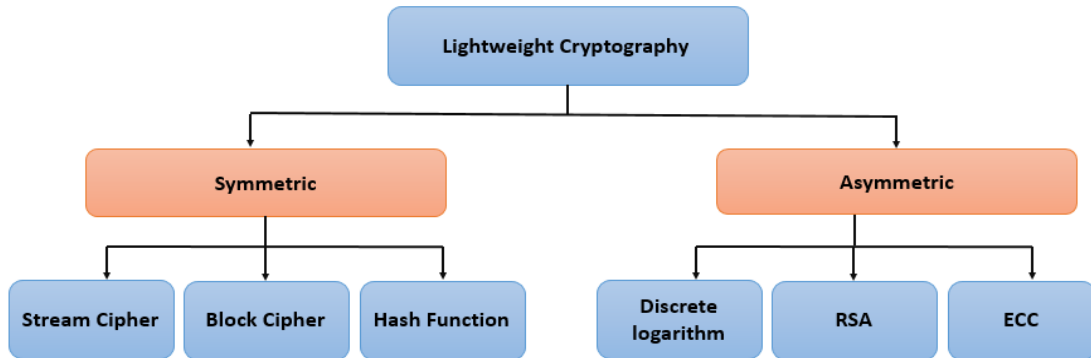 Lightweight Cryptography
Symmetric
Asymmetric
Stream Cipher
Block Cipher
Hash Function
Discrete
logarithm
RSA
ECC